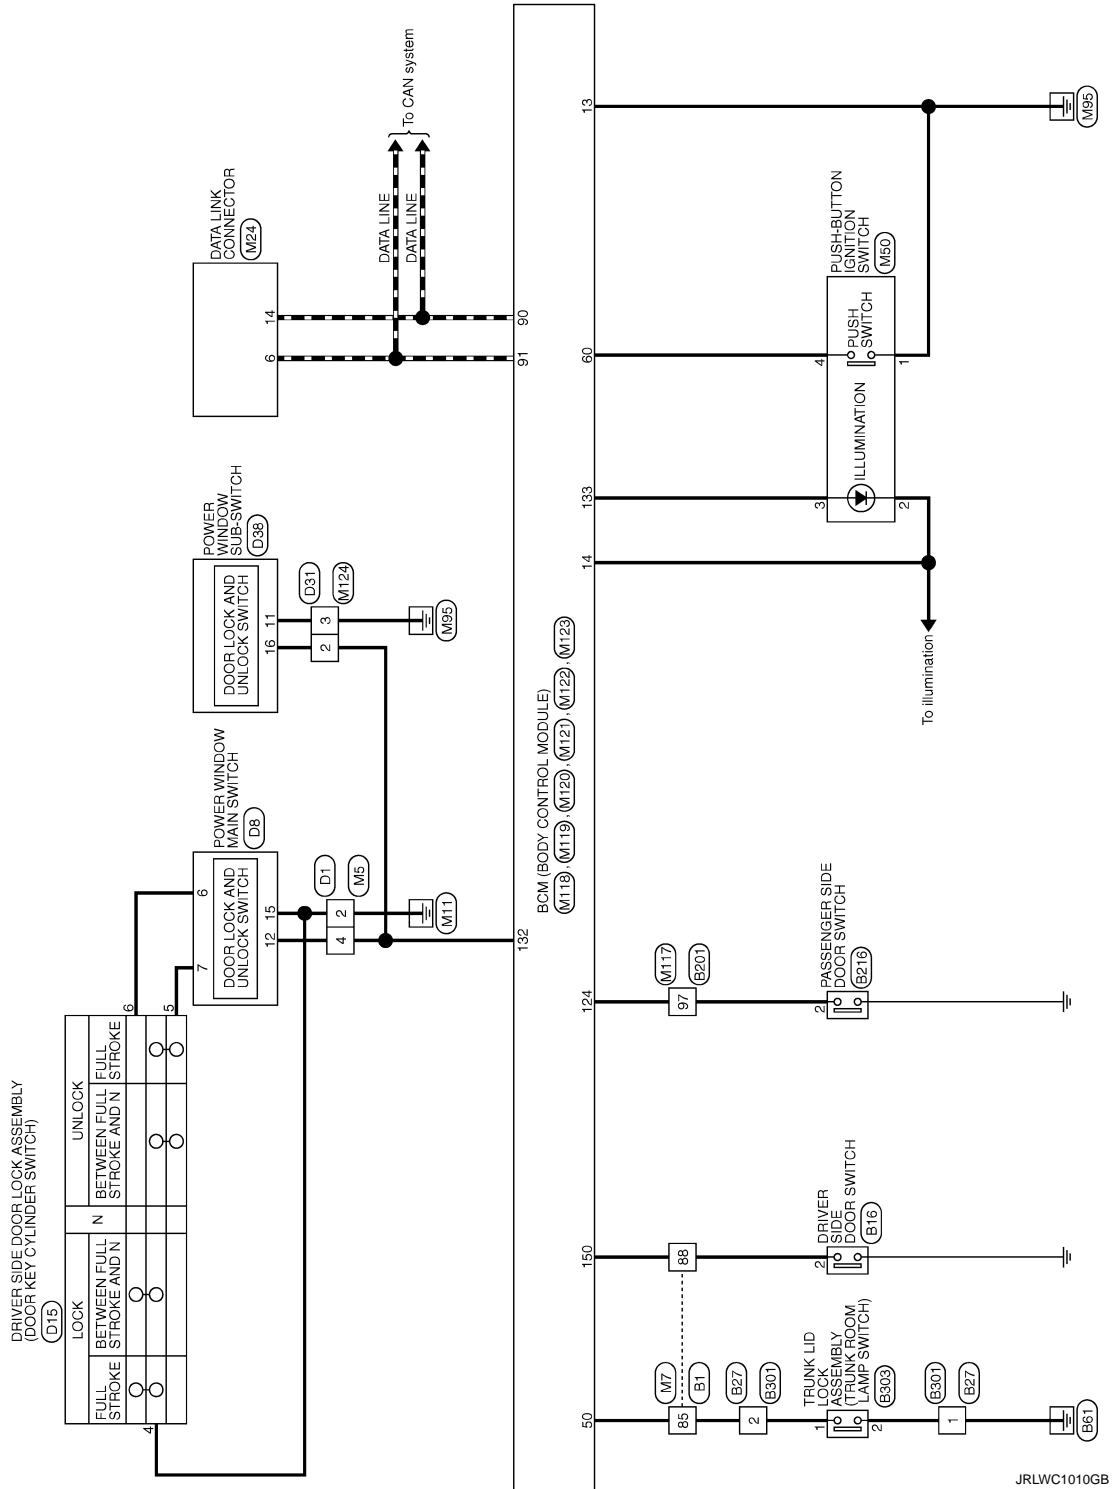 DRIVER SIDE DOOR LOCK ASSEMBLY
(DOOR KEY CYLINDER SWITCH)
D15
LOCK
N
UNLOCK
FULL
STROKE
BETWEEN FULL
STROKE AND N
BETWEEN FULL
STROKE AND N
FULL
STROKE
4
6
5
7
6
POWER WINDOW
MAIN SWITCH
D8
DOOR LOCK AND
UNLOCK SWITCH
12
15
4
2
D1
M5
M11
POWER
WINDOW
SUB-SWITCH
D38
DOOR LOCK AND
UNLOCK SWITCH
16
11
2
3
D31
M124
M95
DATA LINK
CONNECTOR
M24
6
14
DATA LINE
DATA LINE
To CAN system
132
91
90
BCM (BODY CONTROL MODULE)
M118 , M119 , M120 , M121 , M122 , M123
50
150
124
14
133
60
13
85
M7
B1
88
2
B27
B301
1
TRUNK LID
LOCK
ASSEMBLY
(TRUNK ROOM
LAMP SWITCH)
B303
2
1
B301
B27
B61
2
DRIVER
SIDE
DOOR SWITCH
B16
97
M117
B201
2
PASSENGER SIDE
DOOR SWITCH
B216
To illumination
3
ILLUMINATION
2
4
PUSH
SWITCH
1
PUSH-BUTTON
IGNITION
SWITCH
M50
M95
JRLWC1010GB